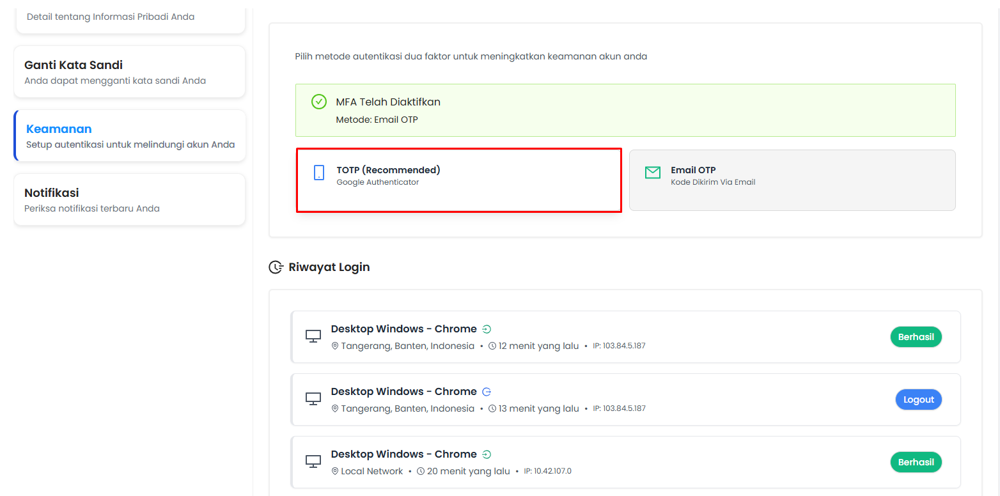 Detail tentang Informasi Pribadi Anda
Ganti Kata Sandi
Anda dapat mengganti kata sandi Anda
Keamanan
Setup autentikasi untuk melindungi akun Anda
Notifikasi
Periksa notifikasi terbaru Anda
Pilih metode autentikasi dua faktor untuk meningkatkan keamanan akun anda
MFA Telah Diaktifkan
Metode: Email OTP
TOTP (Recommended)
Google Authenticator
Email OTP
Kode Dikirim Via Email
Riwayat Login
Desktop Windows - Chrome
Tangerang, Banten, Indonesia • 12 menit yang lalu • IP: 103.84.5.187
Berhasil
Desktop Windows - Chrome
Tangerang, Banten, Indonesia • 13 menit yang lalu • IP: 103.84.5.187
Logout
Desktop Windows - Chrome
Local Network • 20 menit yang lalu • IP: 10.42.107.0
Berhasil